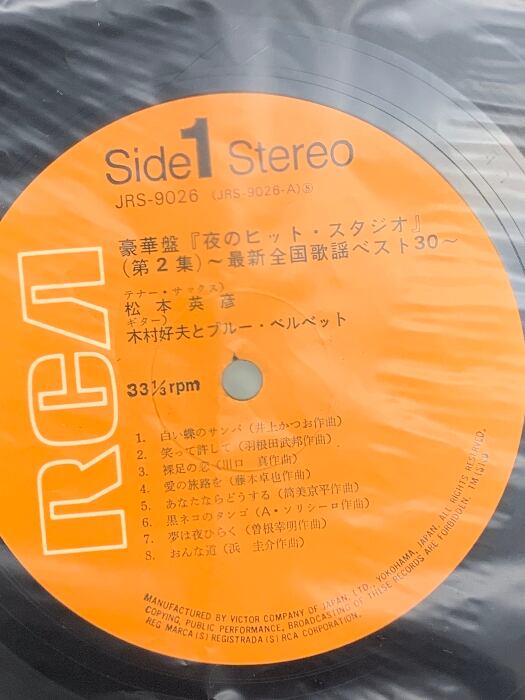 Side 1 Stereo
JRS-9026 (JRS-9026-A)Ⓢ
豪華盤『夜のヒット・スタジオ』
(第2集)~最新全国歌謡ベスト30~
テナー・サックス)
松本英彦
ギター)
木村好夫とブルー・ベルベット
33⅓rpm
RCA
1. 白い蝶のサンバ(井上かつお作曲)
2. 笑って許して(羽根田武邦作曲)
3. 裸足の恋(川口 真作曲)
4. 愛の旅路を(藤本卓也作曲)
5. あなたならどうする(筒美京平作曲)
6. 黒ネコのタンゴ(A・ソリシーロ作曲)
7. 夢は夜ひらく(曽根幸明作曲)
8. おんな道(浜 圭介作曲)
MANUFACTURED BY VICTOR COMPANY OF JAPAN, LTD., YOKOHAMA, JAPAN. ALL RIGHTS RESERVED.
COPYING, PUBLIC PERFORMANCE, BROADCASTING OF THESE RECORDS ARE FORBIDDEN. TM(S)®
REG MARCA(S) REGISTRADA(S) RCA CORPORATION.